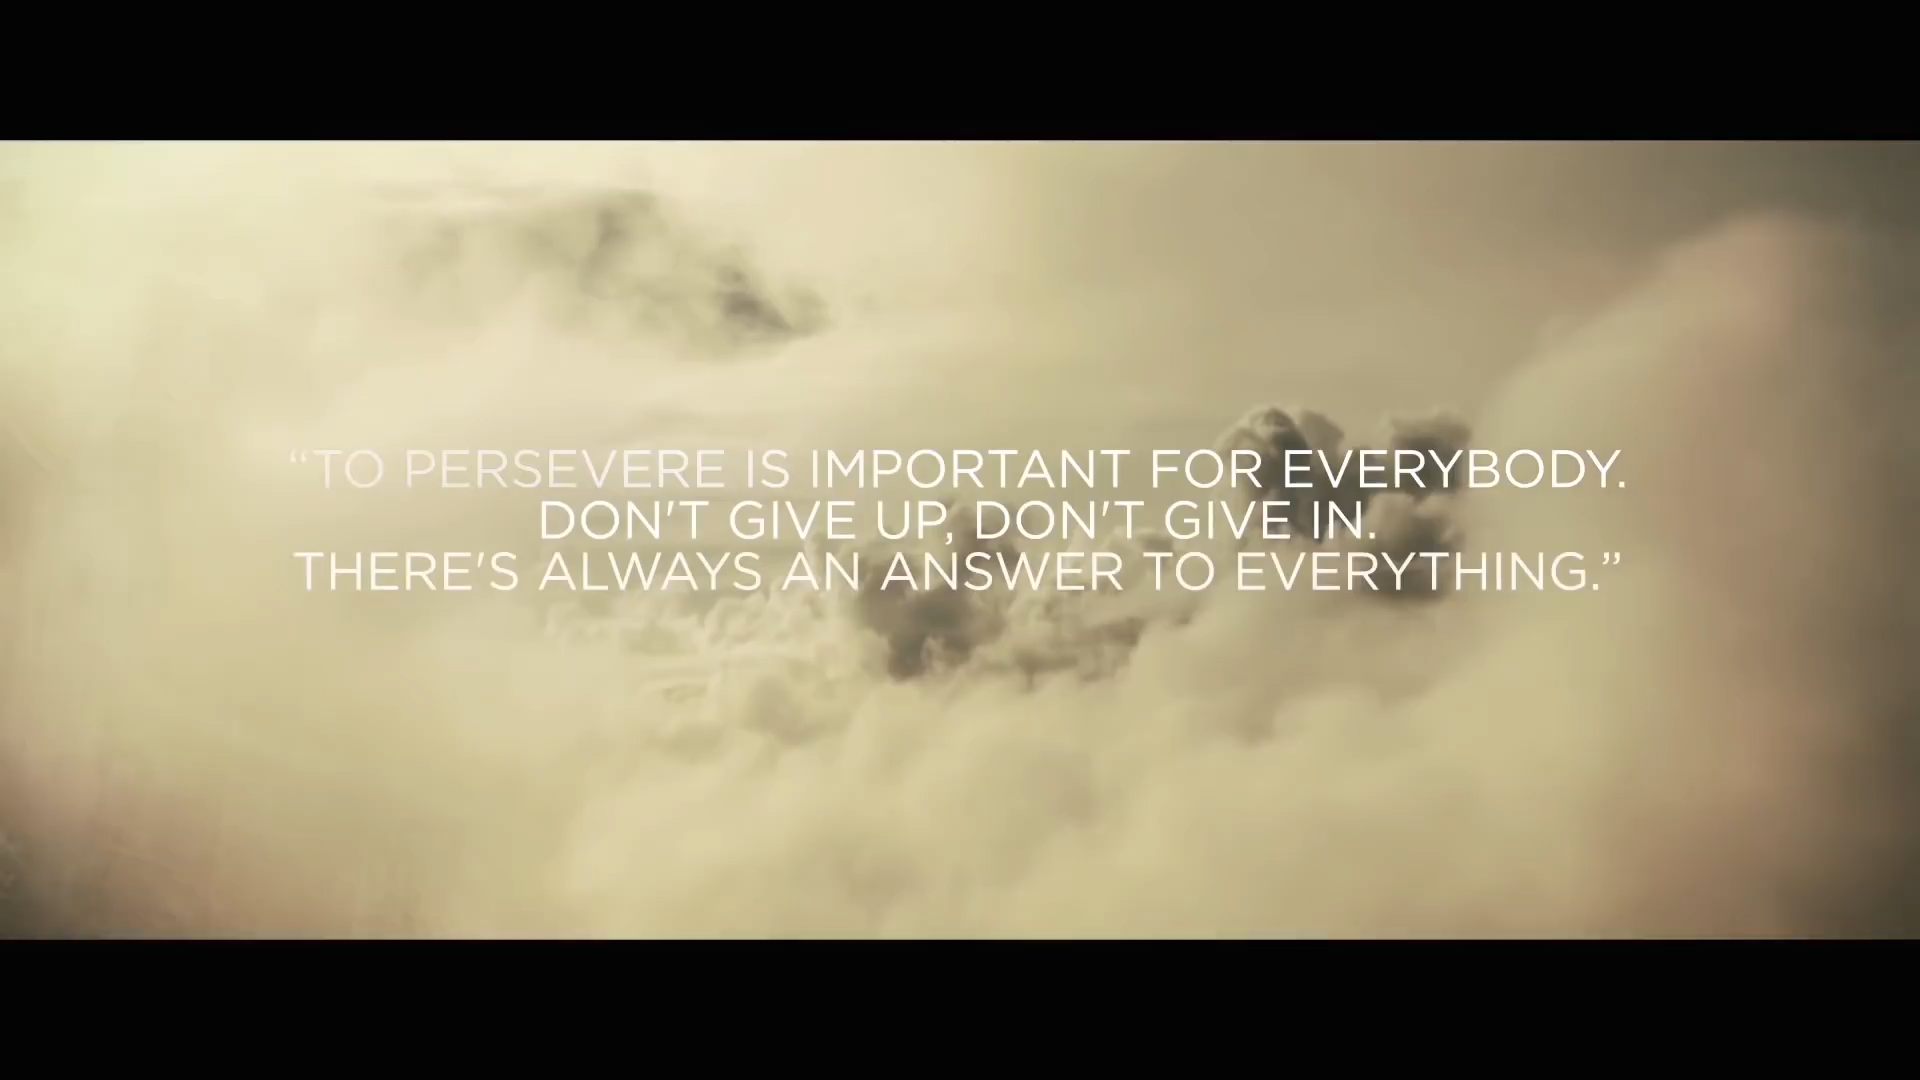 “TO PERSEVERE IS IMPORTANT FOR EVERYBODY.
DON'T GIVE UP, DON'T GIVE IN.
THERE'S ALWAYS AN ANSWER TO EVERYTHING.”